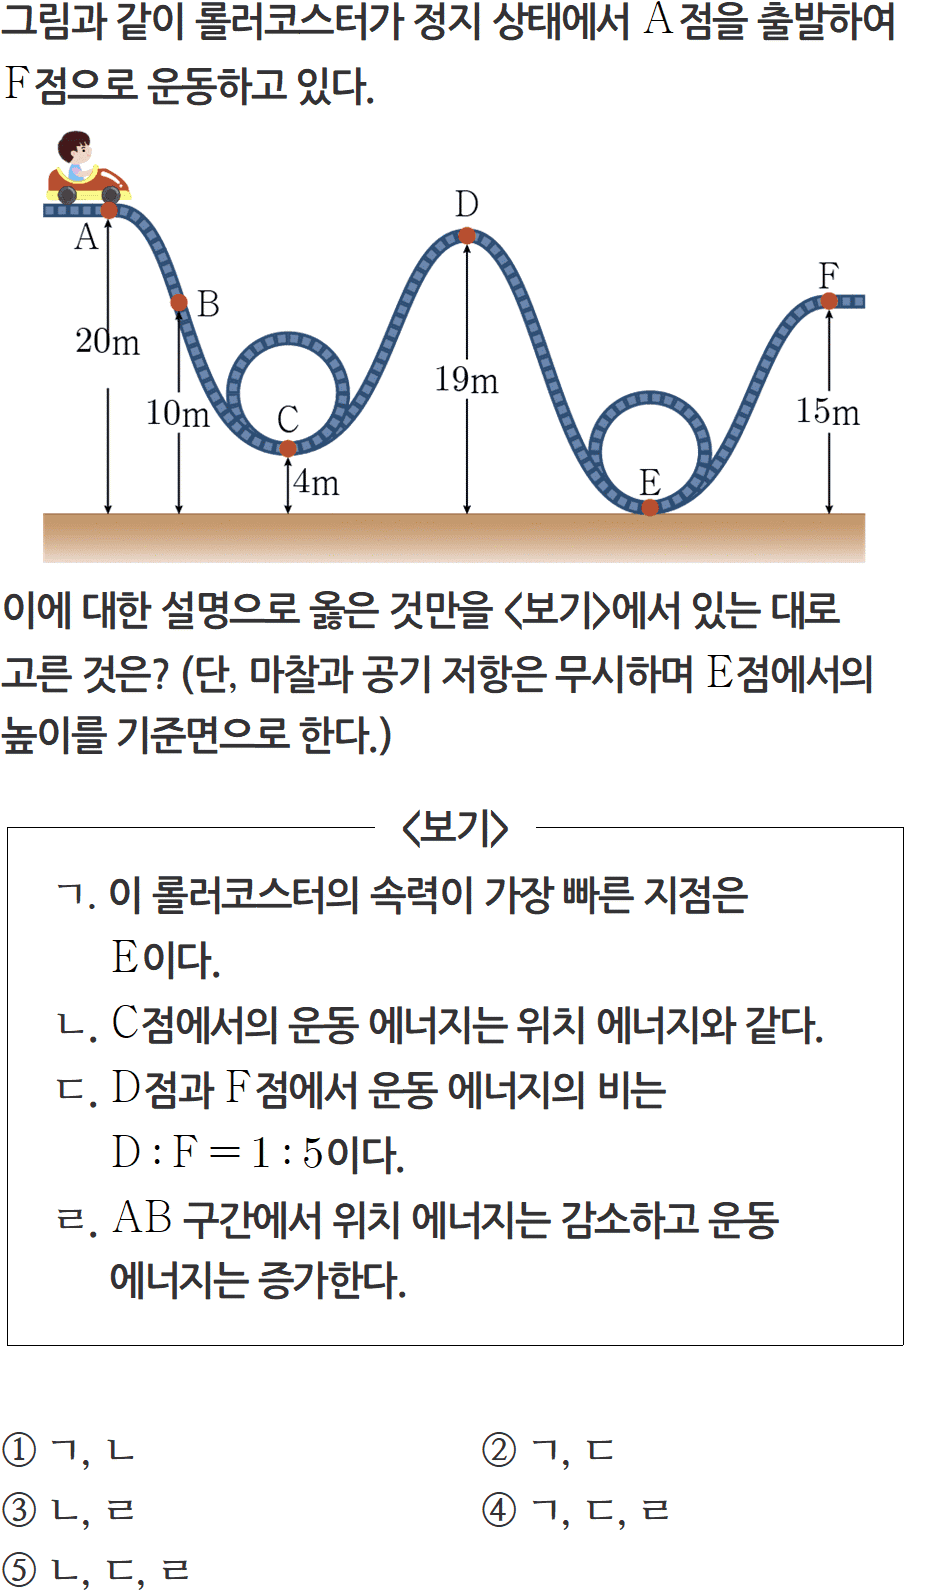 그림과 같이 롤러코스터가 정지 상태에서 A점을 출발하여
F점으로 운동하고 있다.
A
20m
B
10m
C
4m
D
19m
E
F
15m
이에 대한 설명으로 옳은 것만을 <보기>에서 있는 대로
고른 것은? (단, 마찰과 공기 저항은 무시하며 E점에서의
높이를 기준면으로 한다.)
<보기>
ㄱ. 이 롤러코스터의 속력이 가장 빠른 지점은
E이다.
ㄴ. C점에서의 운동 에너지는 위치 에너지와 같다.
ㄷ. D점과 F점에서 운동 에너지의 비는
D : F = 1 : 5이다.
ㄹ. AB 구간에서 위치 에너지는 감소하고 운동
에너지는 증가한다.
① ㄱ, ㄴ
② ㄱ, ㄷ
③ ㄴ, ㄹ
④ ㄱ, ㄷ, ㄹ
⑤ ㄴ, ㄷ, ㄹ